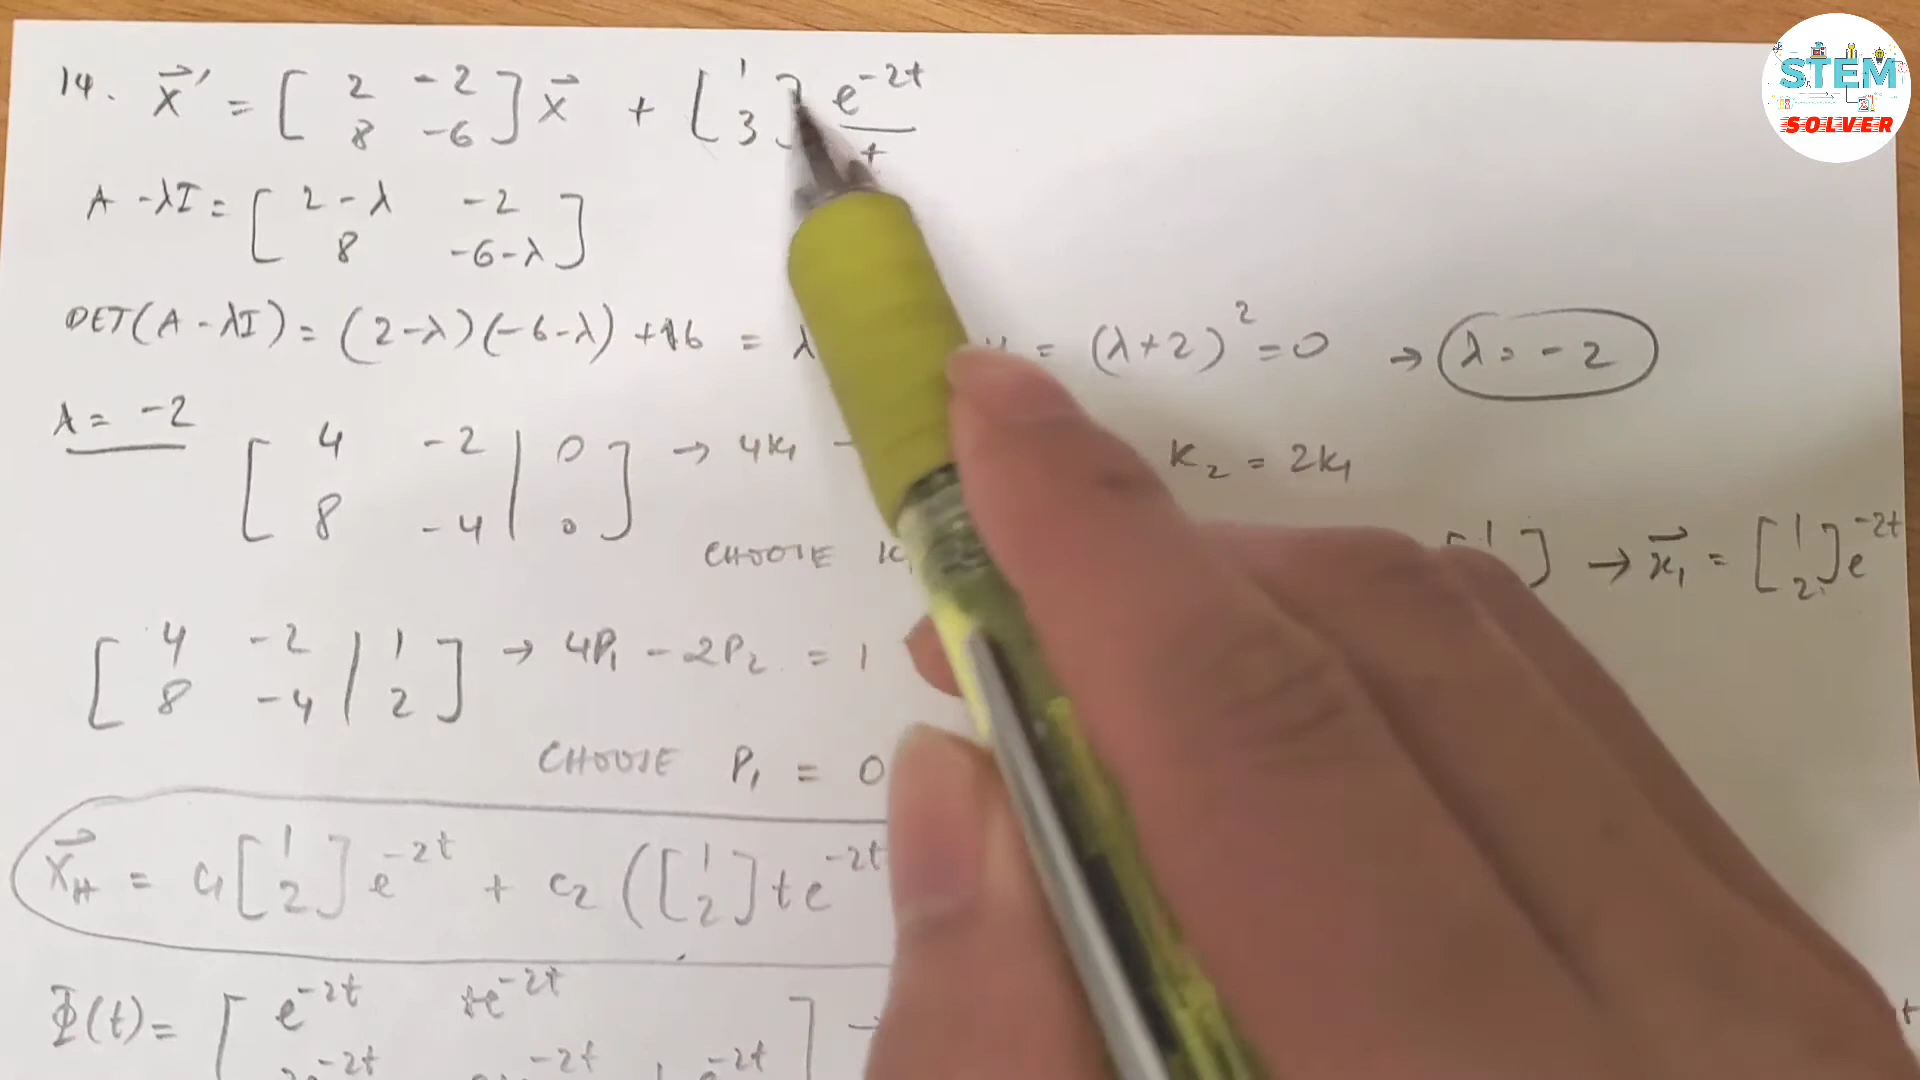 14. x⃗' = [ 2 -2 ; 8 -6 ] x⃗ + [ 1 ; 3 ] e^{-2t} / t
STEM
SOLVER
A - λI = [ 2-λ -2 ; 8 -6-λ ]
DET(A - λI) = (2-λ)(-6-λ) + 16 = λ = (λ+2)^2 = 0 → λ = -2
λ = -2
[ 4 -2 | 0 ; 8 -4 | 0 ] → 4K₁ - K₂ = 2K₁
CHOOSE K 1 ] → x⃗₁ = [ 1 ; 2 ] e^{-2t}
[ 4 -2 | 1 ; 8 -4 | 2 ] → 4P₁ - 2P₂ = 1
CHOOSE P₁ = 0
x⃗_H = c₁ [ 1 ; 2 ] e^{-2t} + c₂ ( [ 1 ; 2 ] t e^{-2t}
Φ(t) = [ e^{-2t} te^{-2t} ] →